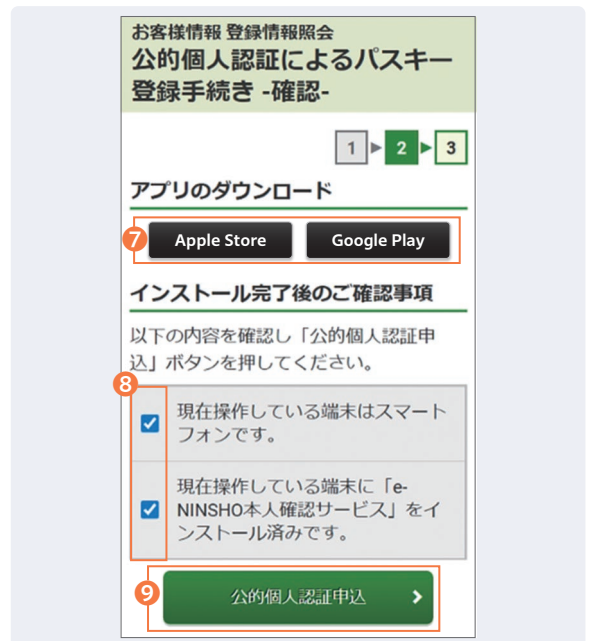 お客様情報 登録情報照会
公的個人認証によるパスキー
登録手続き -確認-
1 ▶ 2 ▶ 3
アプリのダウンロード
7 Apple Store Google Play
インストール完了後のご確認事項
以下の内容を確認し「公的個人認証申
込」ボタンを押してください。
8
現在操作している端末はスマート
フォンです。
現在操作している端末に「e-
NINSHO本人確認サービス」をイ
ンストール済みです。
9 公的個人認証申込